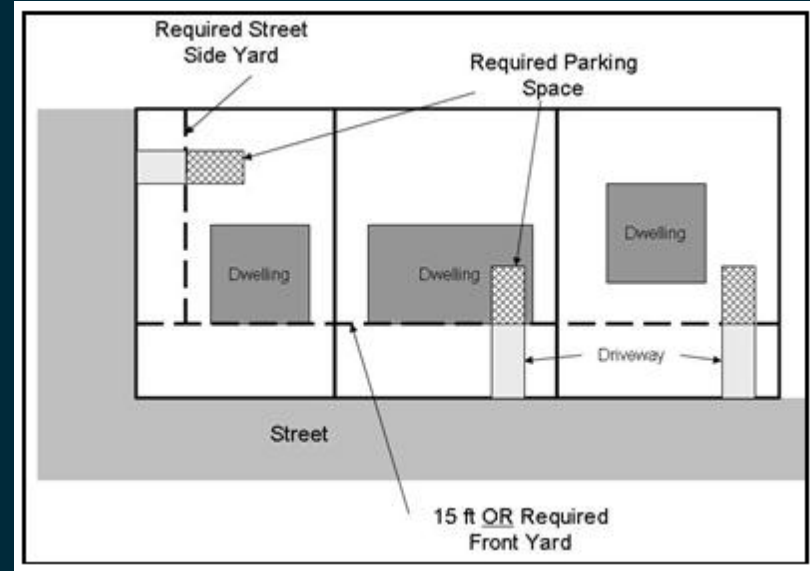 Required Street
Side Yard
Required Parking
Space
Dwelling
Dwelling
Dwelling
Driveway
Street
15 ft OR Required
Front Yard